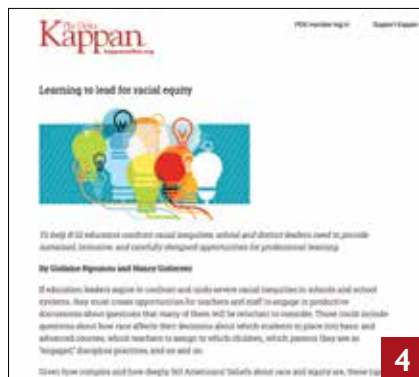 Phi Delta
Kappan
kappanonline.org
PDK member log in Support Kappan
Learning to lead for racial equity
To help K-12 educators confront racial inequities, school and district leaders need to provide
sustained, intensive, and carefully designed opportunities for professional learning.
By Gislaine Ngounou and Nancy Gutierrez
If education leaders aspire to confront and undo severe racial inequities in schools and school
systems, they must create opportunities for teachers and staff to engage in productive
discussions about questions that many of them will be reluctant to consider. These could include
questions about how race affects their decisions about which students to place into basic and
advanced courses, which teachers to assign to which children, which parents they see as
"engaged," discipline practices, and so on and so.
Given how complex and how deeply felt Americans' beliefs about race and equity are, these
4